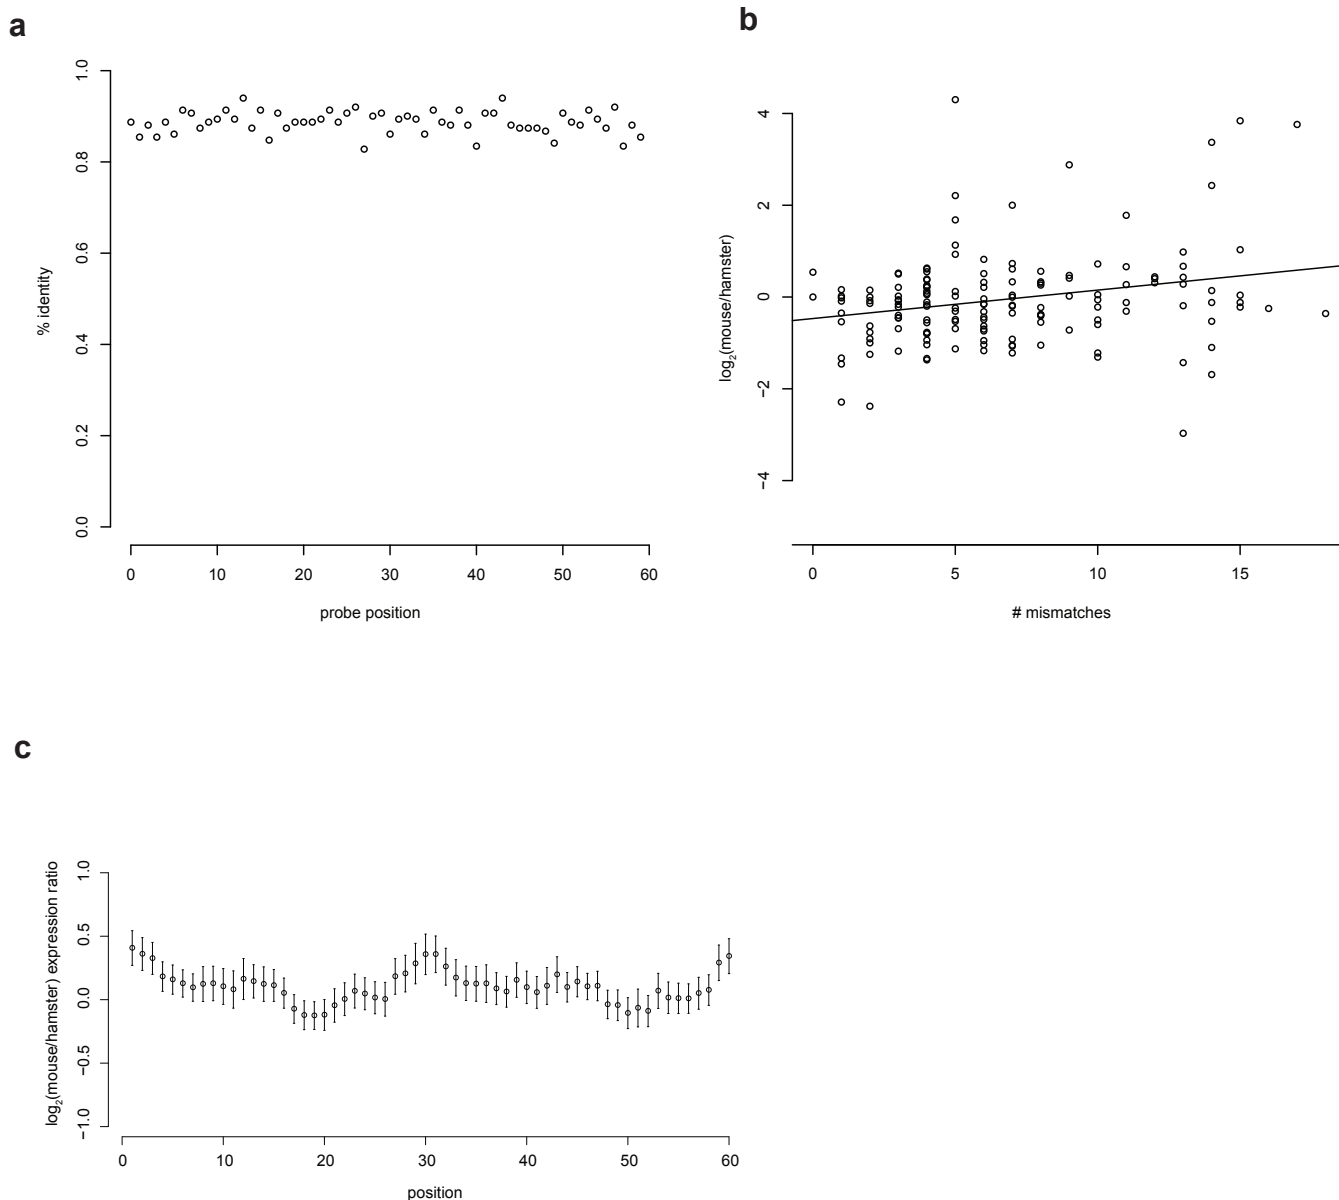 a
% identity
1.0
0.8
0.6
0.4
0.2
0.0
0 10 20 30 40 50 60
probe position
b
log2(mouse/hamster)
4
2
0
−2
−4
0 5 10 15
# mismatches
c
log2(mouse/hamster) expression ratio
1.0
0.5
0.0
−0.5
−1.0
0 10 20 30 40 50 60
position